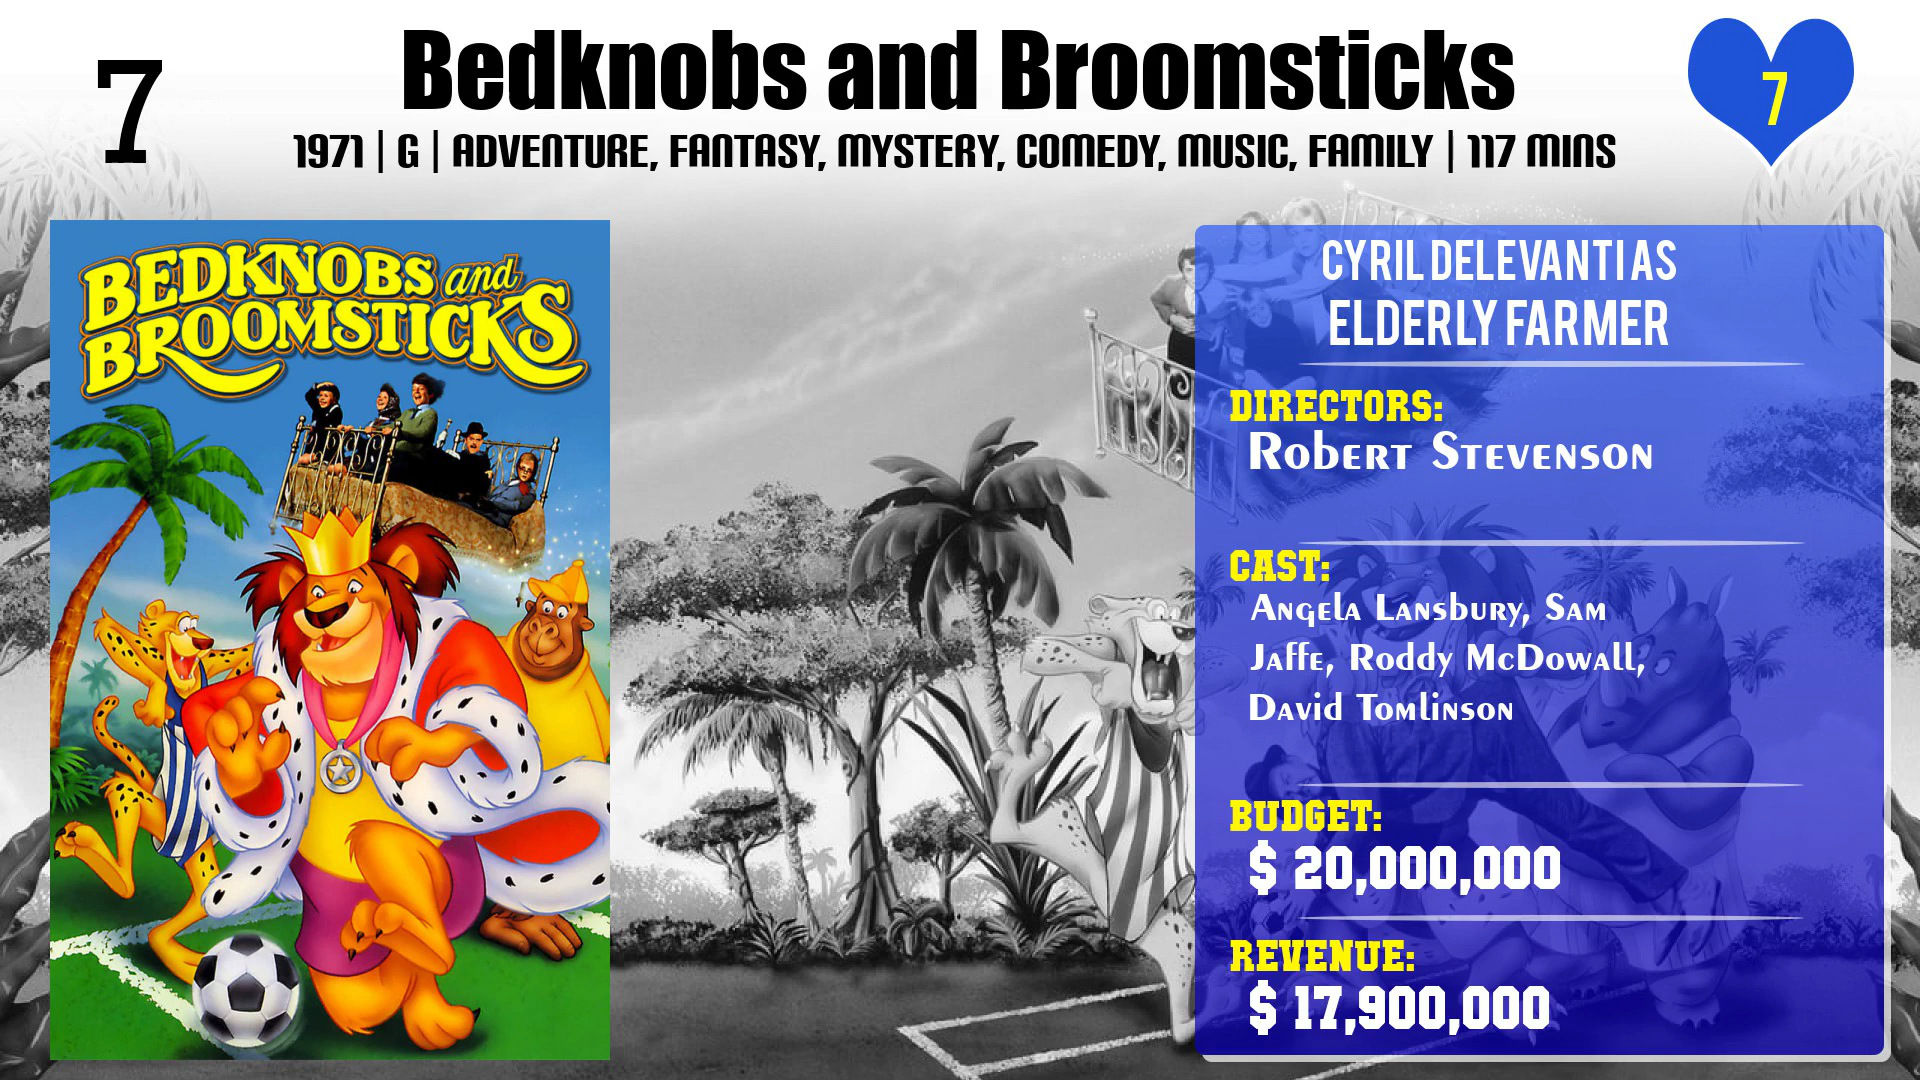 7
Bedknobs and Broomsticks
7
1971 | G | ADVENTURE, FANTASY, MYSTERY, COMEDY, MUSIC, FAMILY | 117 MINS
BEDKNOBS and
BROOMSTICKS
CYRIL DELEVANTI AS
ELDERLY FARMER
DIRECTORS:
Robert Stevenson
CAST:
Angela Lansbury, Sam
Jaffe, Roddy McDowall,
David Tomlinson
BUDGET:
$ 20,000,000
REVENUE:
$ 17,900,000